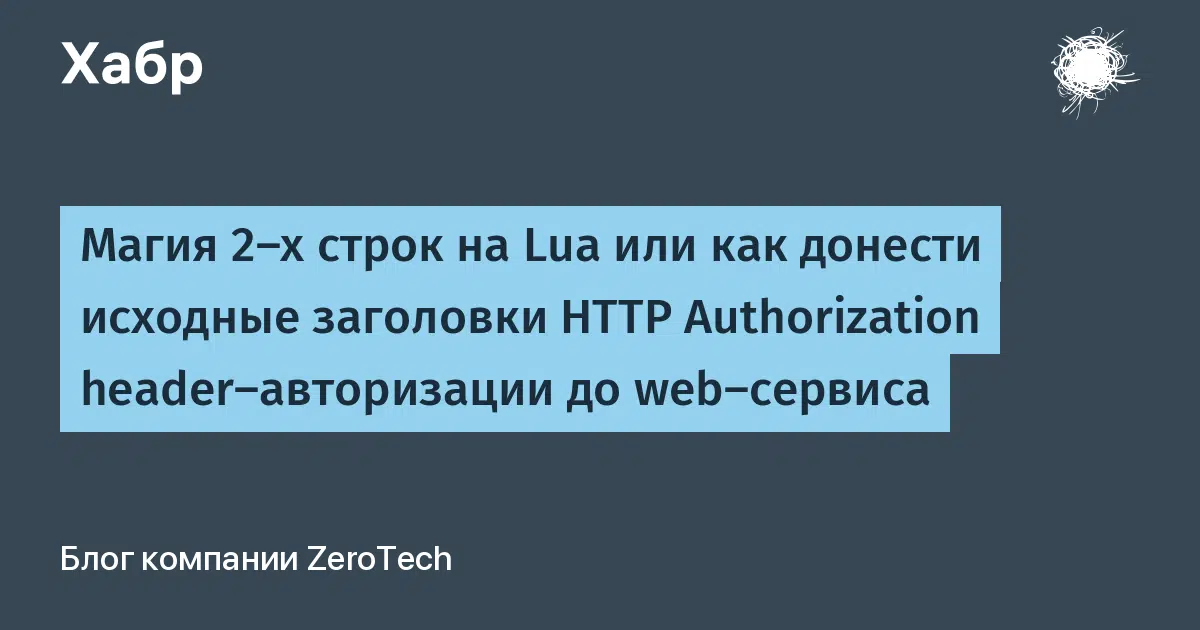 Хабр
Магия 2–х строк на Lua или как донести
исходные заголовки HTTP Authorization
header–авторизации до web–сервиса
Блог компании ZeroTech